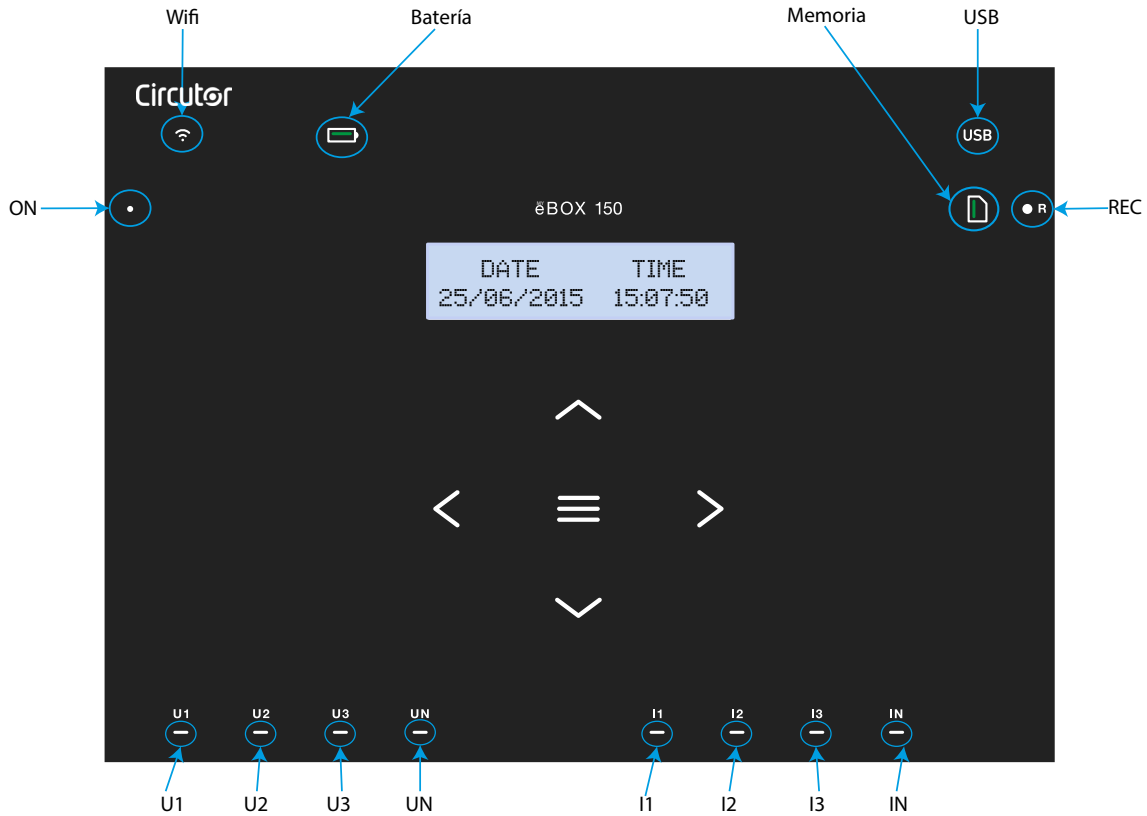 Wifi
Batería
Memoria
USB
Circutor
USB
ON
ëBOX 150
R
REC
DATE TIME
25/06/2015 15:07:50
U1 U2 U3 UN I1 I2 I3 IN
U1 U2 U3 UN I1 I2 I3 IN